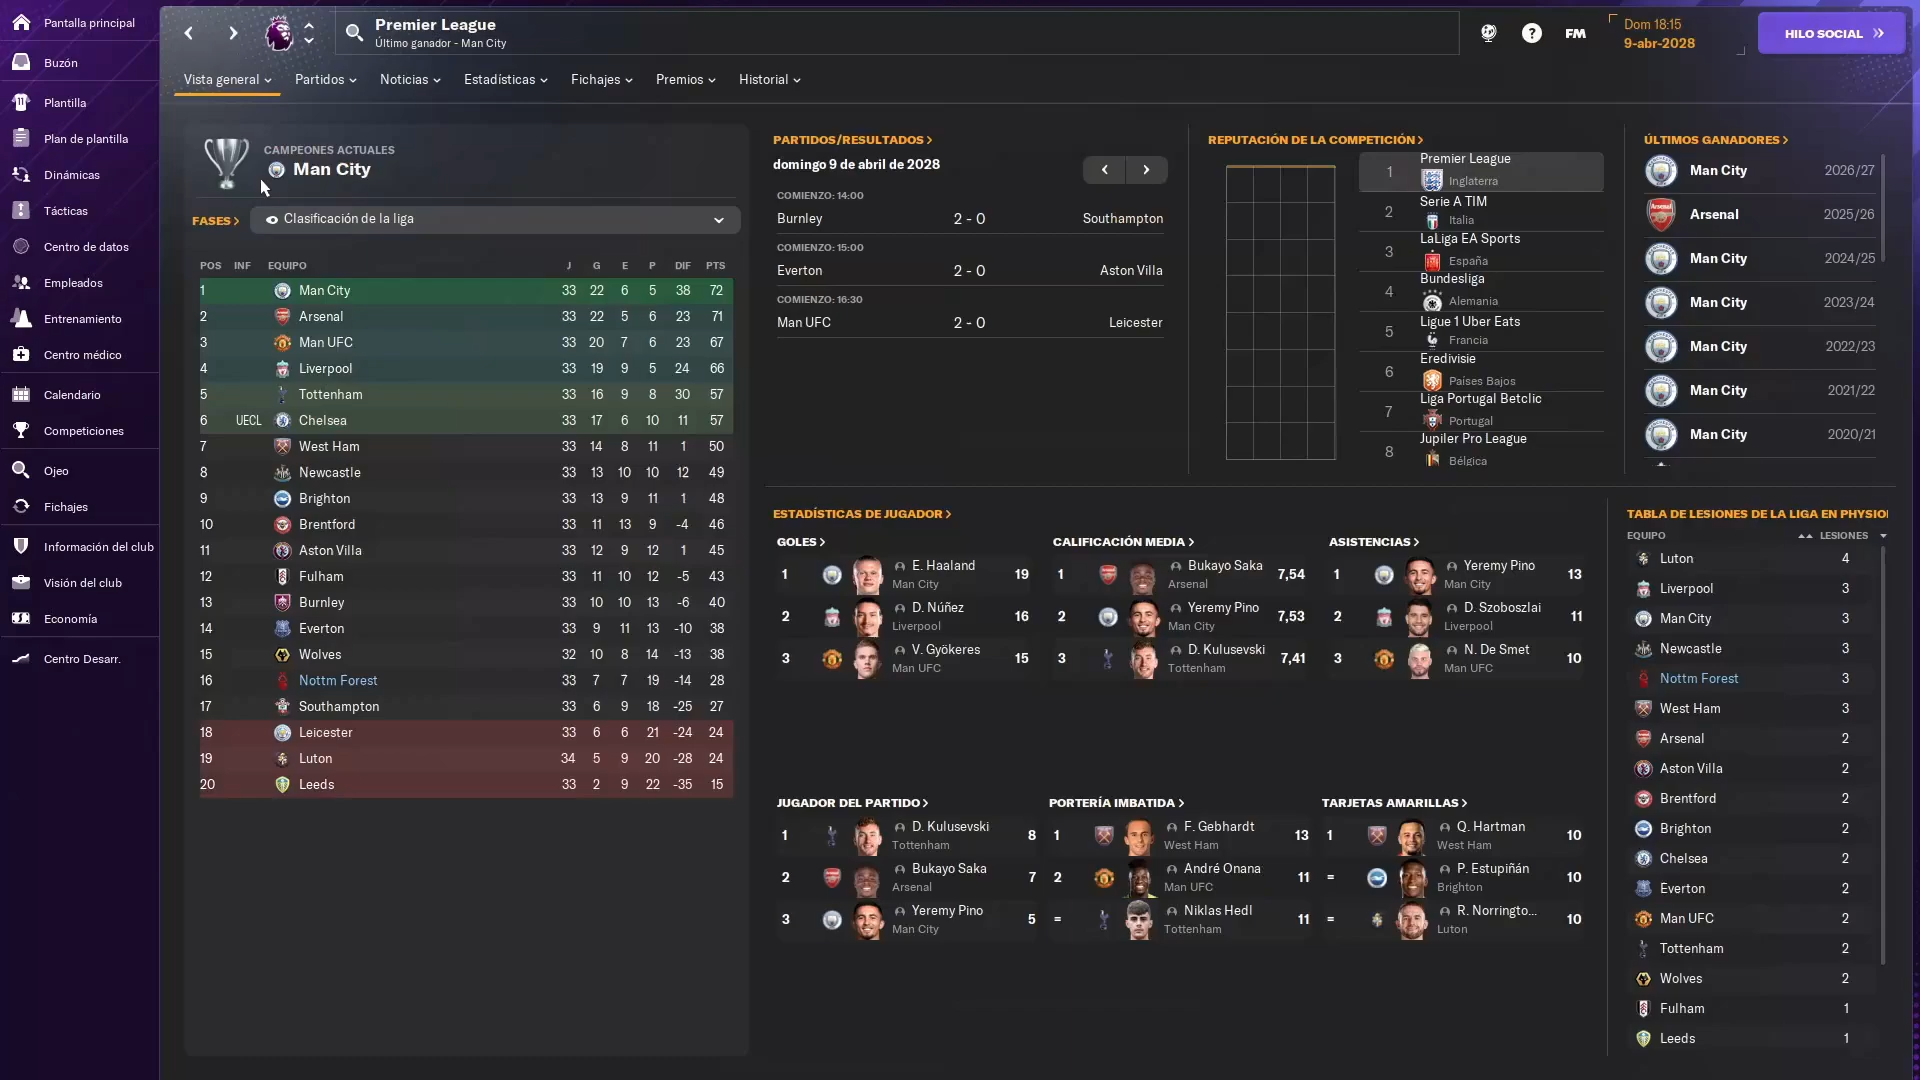 Pantalla principal
Buzón
Plantilla
Plan de plantilla
Dinámicas
Tácticas
Centro de datos
Empleados
Entrenamiento
Centro médico
Calendario
Competiciones
Ojeo
Fichajes
Información del club
Visión del club
Economía
Centro Desarr.
Premier League
Último ganador - Man City
FM
Dom 18:15
9-abr-2028
HILO SOCIAL
Vista general
Partidos
Noticias
Estadísticas
Fichajes
Premios
Historial
CAMPEONES ACTUALES
Man City
FASES
Clasificación de la liga
POS INF EQUIPO J G E P DIF PTS
1 Man City 33 22 6 5 38 72
2 Arsenal 33 22 5 6 23 71
3 Man UFC 33 20 7 6 23 67
4 Liverpool 33 19 9 5 24 66
5 Tottenham 33 16 9 8 30 57
6 UECL Chelsea 33 17 6 10 11 57
7 West Ham 33 14 8 11 1 50
8 Newcastle 33 13 10 10 12 49
9 Brighton 33 13 9 11 1 48
10 Brentford 33 11 13 9 -4 46
11 Aston Villa 33 12 9 12 1 45
12 Fulham 33 11 10 12 -5 43
13 Burnley 33 10 10 13 -6 40
14 Everton 33 9 11 13 -10 38
15 Wolves 32 10 8 14 -13 38
16 Nottm Forest 33 7 7 19 -14 28
17 Southampton 33 6 9 18 -25 27
18 Leicester 33 6 6 21 -24 24
19 Luton 34 5 9 20 -28 24
20 Leeds 33 2 9 22 -35 15
PARTIDOS/RESULTADOS
domingo 9 de abril de 2028
COMIENZO: 14:00
Burnley 2 - 0 Southampton
COMIENZO: 15:00
Everton 2 - 0 Aston Villa
COMIENZO: 16:30
Man UFC 2 - 0 Leicester
REPUTACIÓN DE LA COMPETICIÓN
1 Premier League
Inglaterra
2 Serie A TIM
Italia
3 LaLiga EA Sports
España
4 Bundesliga
Alemania
5 Ligue 1 Uber Eats
Francia
6 Eredivisie
Países Bajos
7 Liga Portugal Betclic
Portugal
8 Jupiler Pro League
Bélgica
ÚLTIMOS GANADORES
Man City 2026/27
Arsenal 2025/26
Man City 2024/25
Man City 2023/24
Man City 2022/23
Man City 2021/22
Man City 2020/21
ESTADÍSTICAS DE JUGADOR
GOLES
1 E. Haaland 19
Man City
2 D. Núñez 16
Liverpool
3 V. Gyökeres 15
Man UFC
CALIFICACIÓN MEDIA
1 Bukayo Saka 7,54
Arsenal
2 Yeremy Pino 7,53
Man City
3 D. Kulusevski 7,41
Tottenham
ASISTENCIAS
1 Yeremy Pino 13
Man City
2 D. Szoboszlai 11
Liverpool
3 N. De Smet 10
Man UFC
JUGADOR DEL PARTIDO
1 D. Kulusevski 8
Tottenham
2 Bukayo Saka 7
Arsenal
3 Yeremy Pino 5
Man City
PORTERÍA IMBATIDA
1 F. Gebhardt 13
West Ham
2 André Onana 11
Man UFC
= Niklas Hedl 11
Tottenham
TARJETAS AMARILLAS
1 Q. Hartman 10
West Ham
= P. Estupiñán 10
Brighton
= R. Norringto... 10
Luton
TABLA DE LESIONES DE LA LIGA EN PHYSIO
EQUIPO LESIONES
Luton 4
Liverpool 3
Man City 3
Newcastle 3
Nottm Forest 3
West Ham 3
Arsenal 2
Aston Villa 2
Brentford 2
Brighton 2
Chelsea 2
Everton 2
Man UFC 2
Tottenham 2
Wolves 2
Fulham 1
Leeds 1